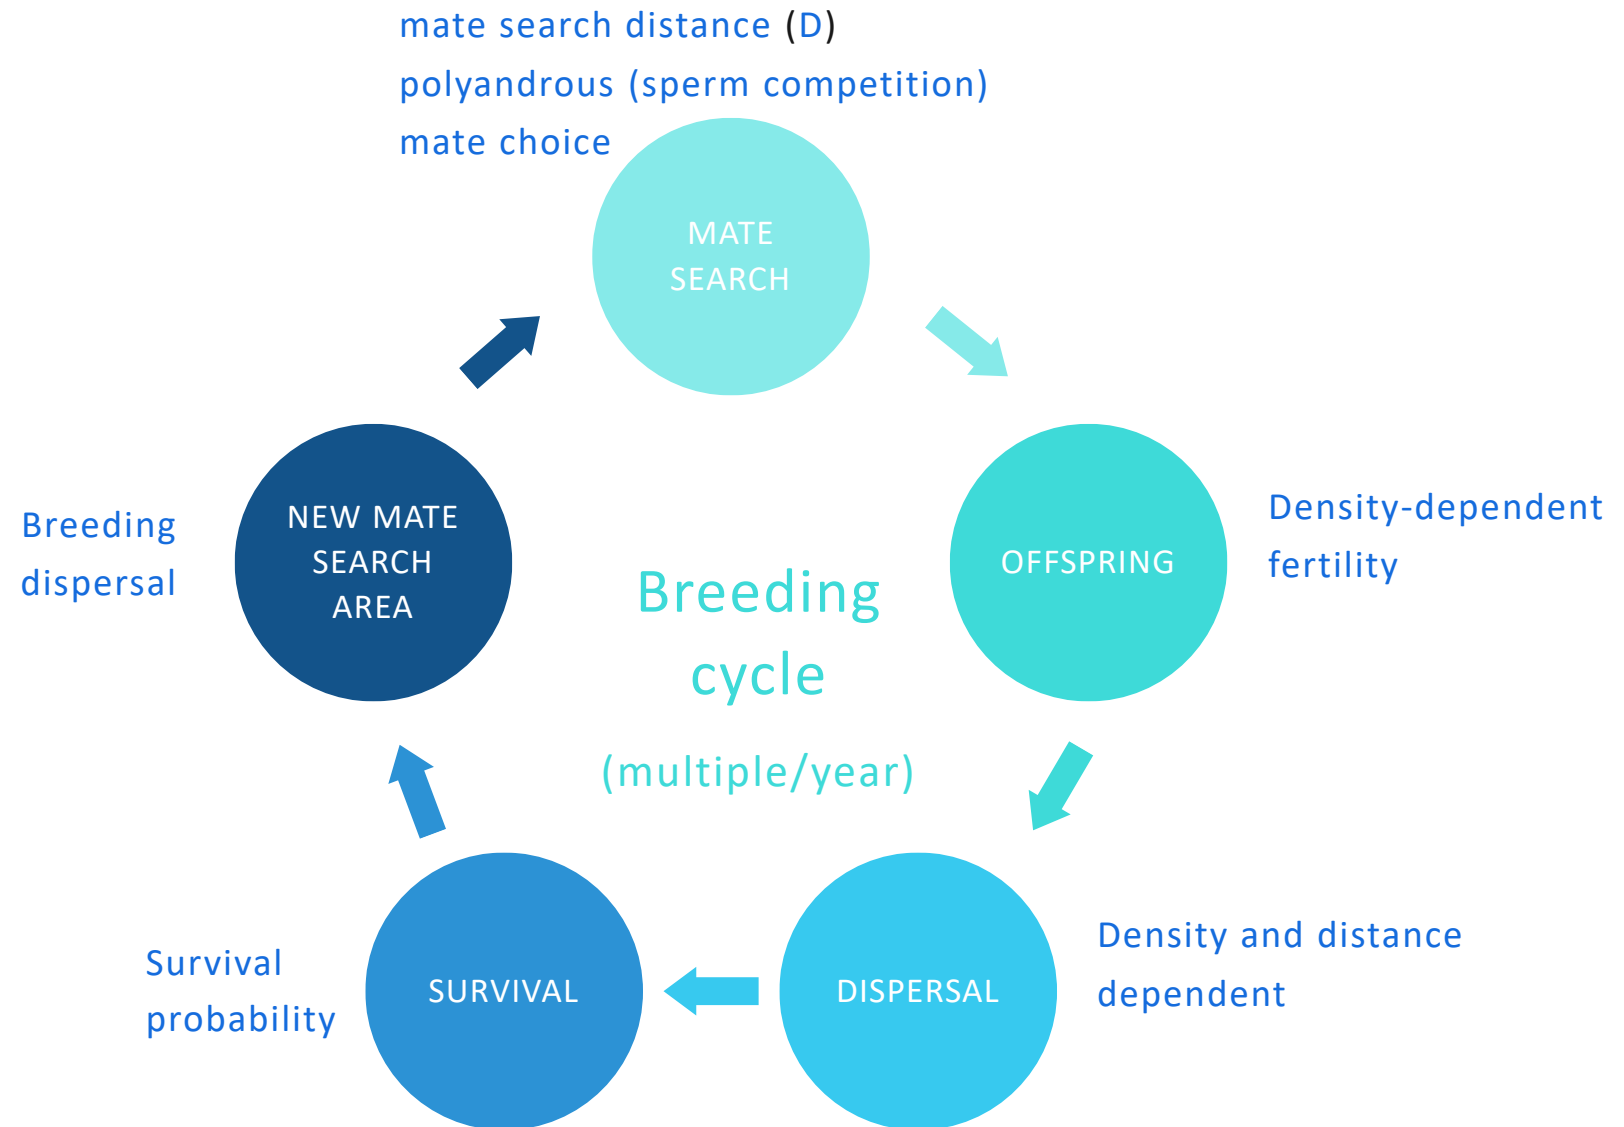 mate search distance (D)
polyandrous (sperm competition)
mate choice
MATE
SEARCH
OFFSPRING
Density-dependent
fertility
DISPERSAL
Density and distance
dependent
SURVIVAL
Survival
probability
NEW MATE
SEARCH
AREA
Breeding
dispersal
Breeding
cycle
(multiple/year)